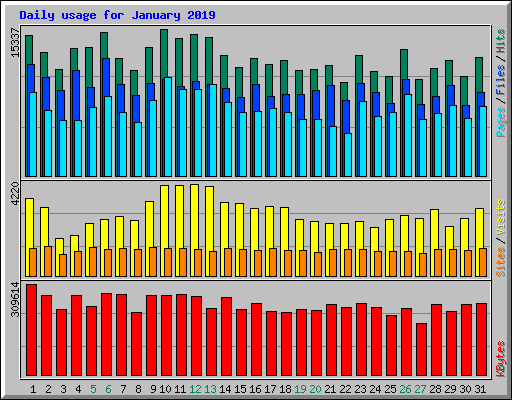 Daily usage for January 2019
15337
Pages / Files / Hits
4220
Sites / Visits
309614
KBytes
1 2 3 4 5 6 7 8 9 10 11 12 13 14 15 16 17 18 19 20 21 22 23 24 25 26 27 28 29 30 31